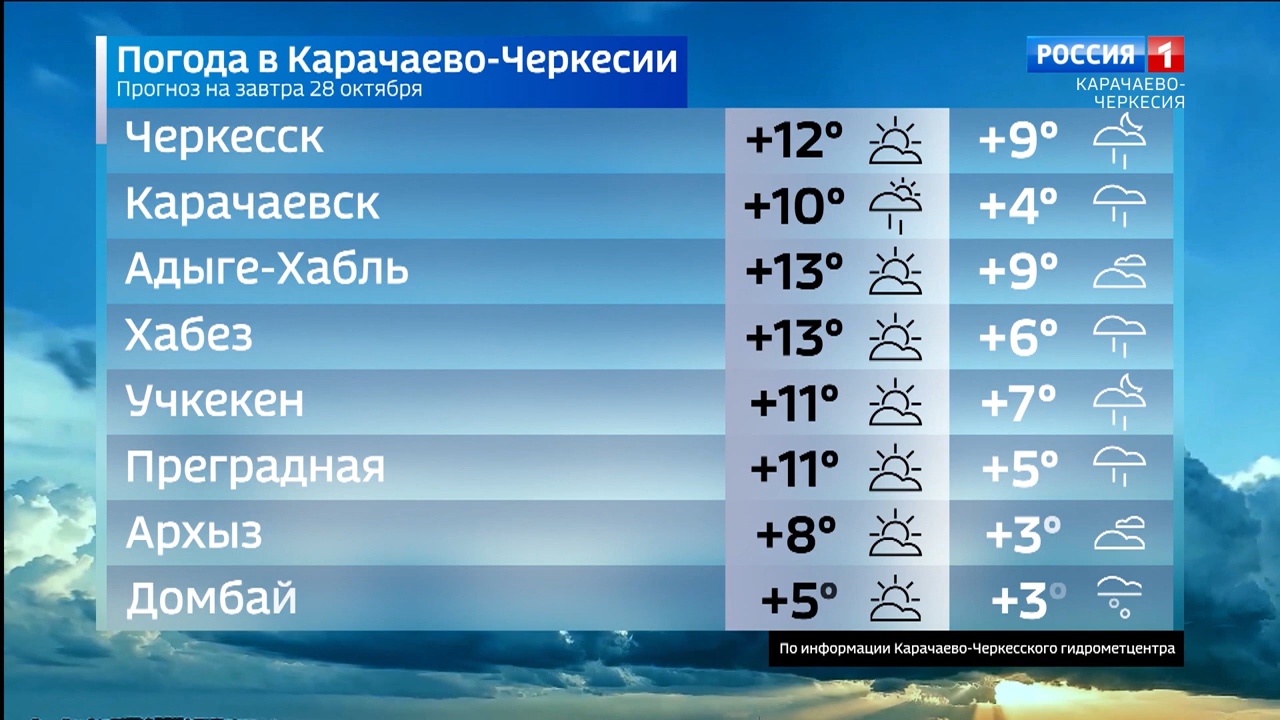 Погода в Карачаево-Черкесии
Прогноз на завтра 28 октября
РОССИЯ 1
КАРАЧАЕВО-
ЧЕРКЕСИЯ
Черкесск +12° +9°
Карачаевск +10° +4°
Адыге-Хабль +13° +9°
Хабез +13° +6°
Учкекен +11° +7°
Преградная +11° +5°
Архыз +8° +3°
Домбай +5° +3°
По информации Карачаево-Черкесского гидрометцентра